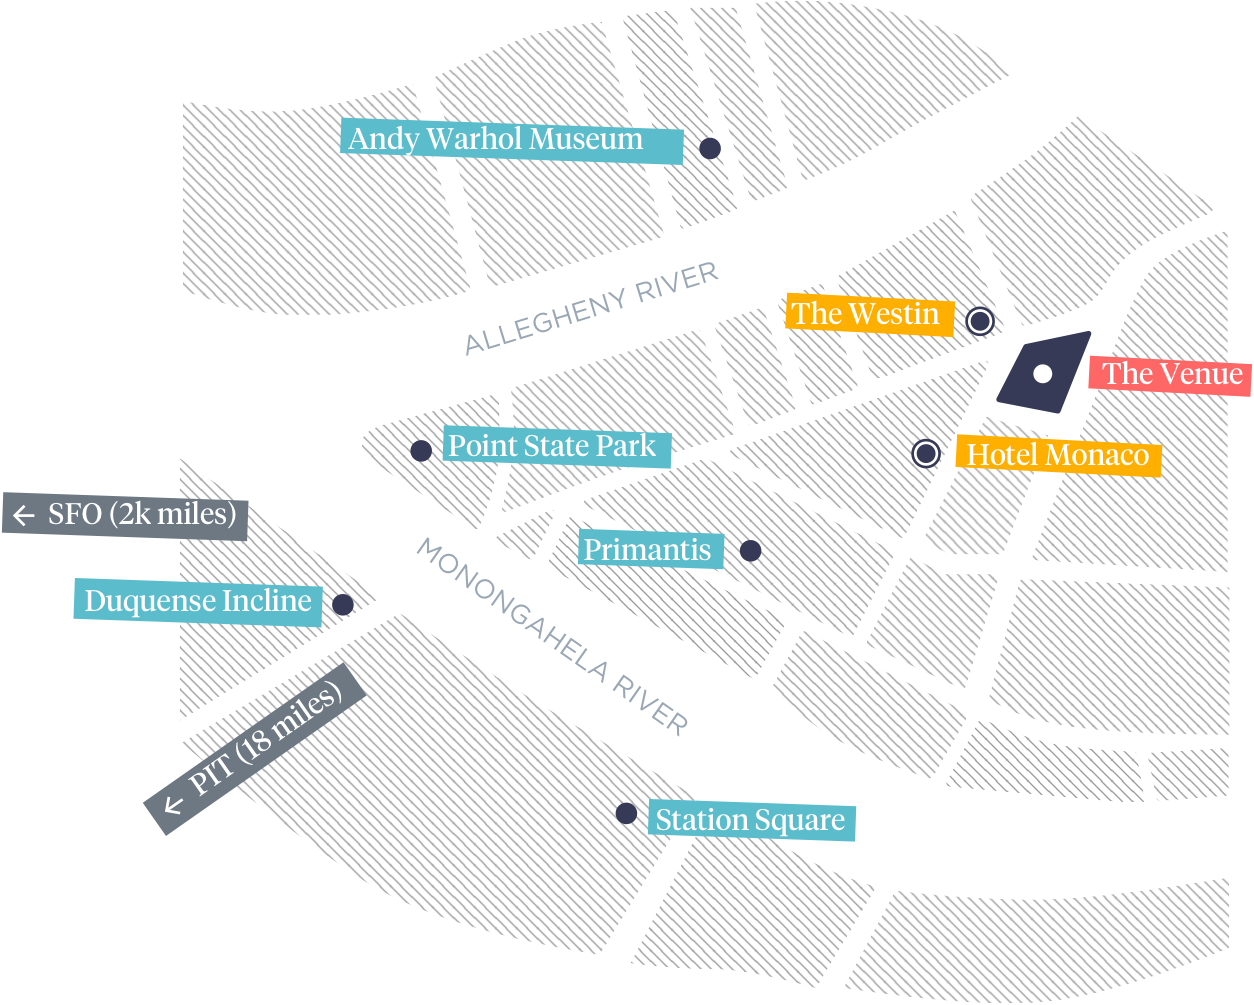 Andy Warhol Museum
ALLEGHENY RIVER
The Westin
The Venue
Point State Park
Hotel Monaco
← SFO (2k miles)
Primantis
MONONGAHELA RIVER
Duquense Incline
← PIT (18 miles)
Station Square